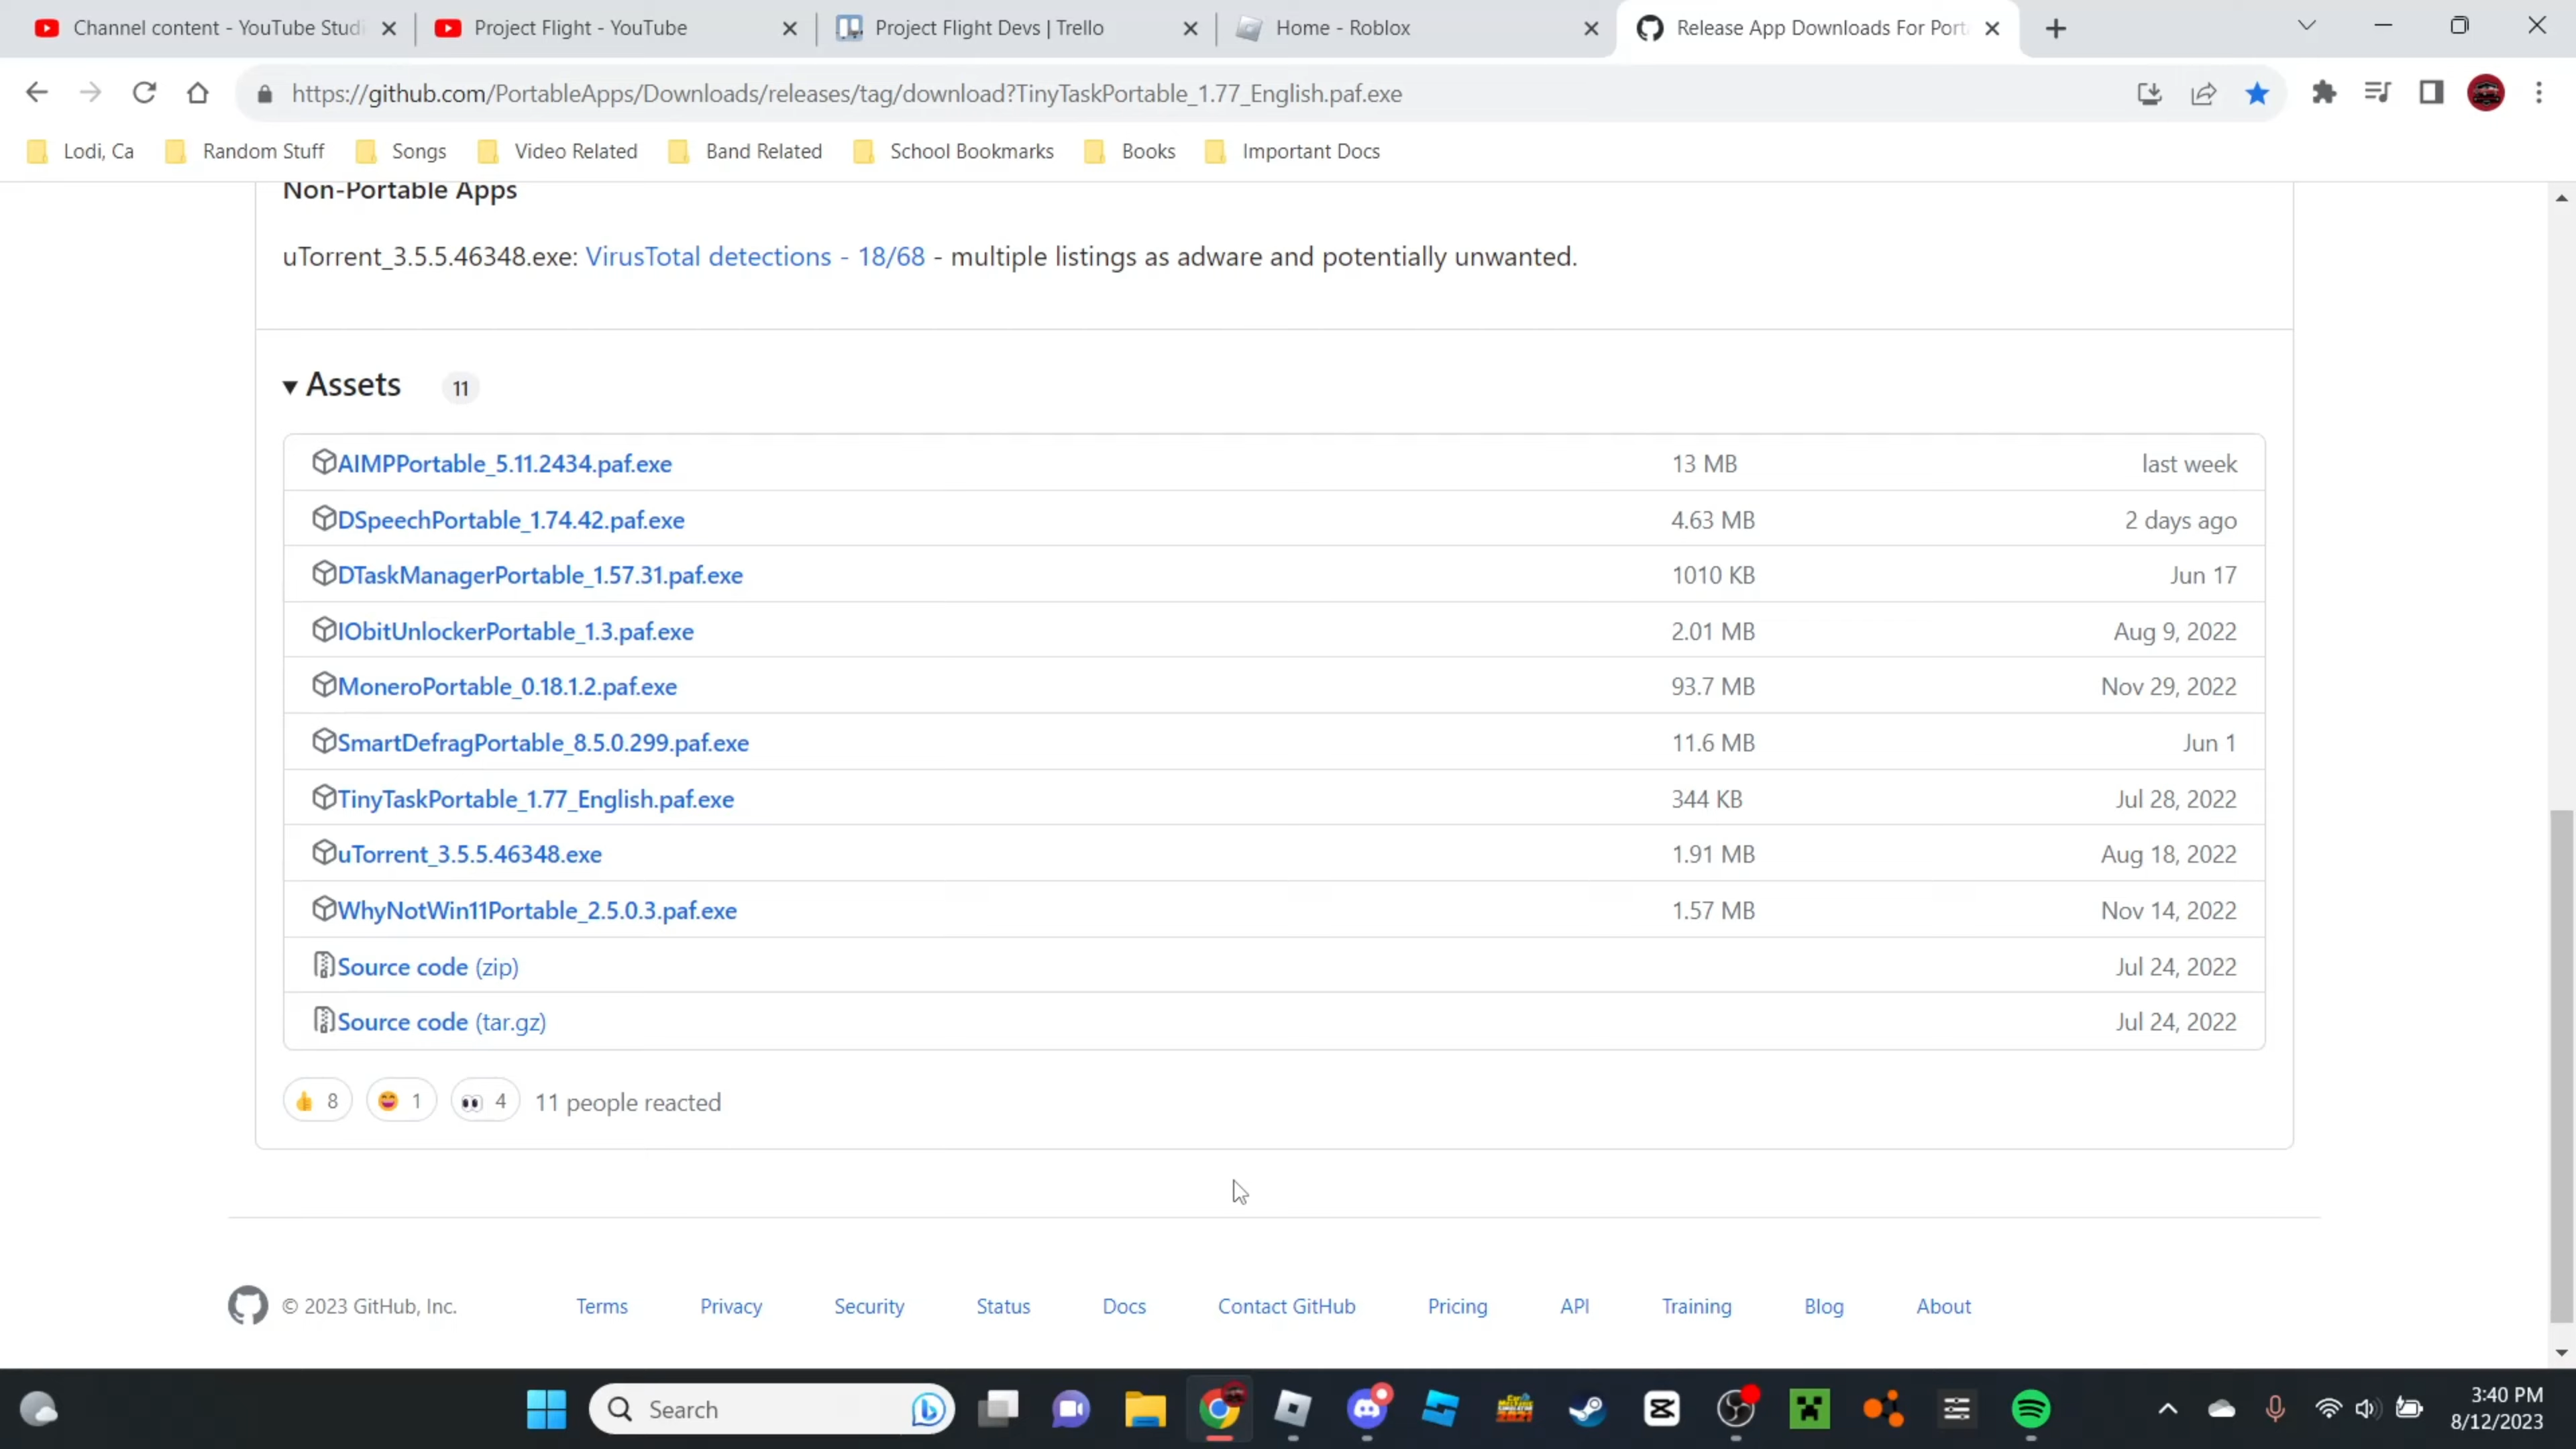 Channel content - YouTube Studi
Project Flight - YouTube
Project Flight Devs | Trello
Home - Roblox
Release App Downloads For Port
https://github.com/PortableApps/Downloads/releases/tag/download?TinyTaskPortable_1.77_English.paf.exe
Lodi, Ca
Random Stuff
Songs
Video Related
Band Related
School Bookmarks
Books
Important Docs
Non-Portable Apps
uTorrent_3.5.5.46348.exe: VirusTotal detections - 18/68 - multiple listings as adware and potentially unwanted.
Assets 11
AIMPPortable_5.11.2434.paf.exe 13 MB last week
DSpeechPortable_1.74.42.paf.exe 4.63 MB 2 days ago
DTaskManagerPortable_1.57.31.paf.exe 1010 KB Jun 17
IObitUnlockerPortable_1.3.paf.exe 2.01 MB Aug 9, 2022
MoneroPortable_0.18.1.2.paf.exe 93.7 MB Nov 29, 2022
SmartDefragPortable_8.5.0.299.paf.exe 11.6 MB Jun 1
TinyTaskPortable_1.77_English.paf.exe 344 KB Jul 28, 2022
uTorrent_3.5.5.46348.exe 1.91 MB Aug 18, 2022
WhyNotWin11Portable_2.5.0.3.paf.exe 1.57 MB Nov 14, 2022
Source code (zip) Jul 24, 2022
Source code (tar.gz) Jul 24, 2022
👍 8 😄 1 👀 4 11 people reacted
© 2023 GitHub, Inc.
Terms
Privacy
Security
Status
Docs
Contact GitHub
Pricing
API
Training
Blog
About
Search
3:40 PM
8/12/2023